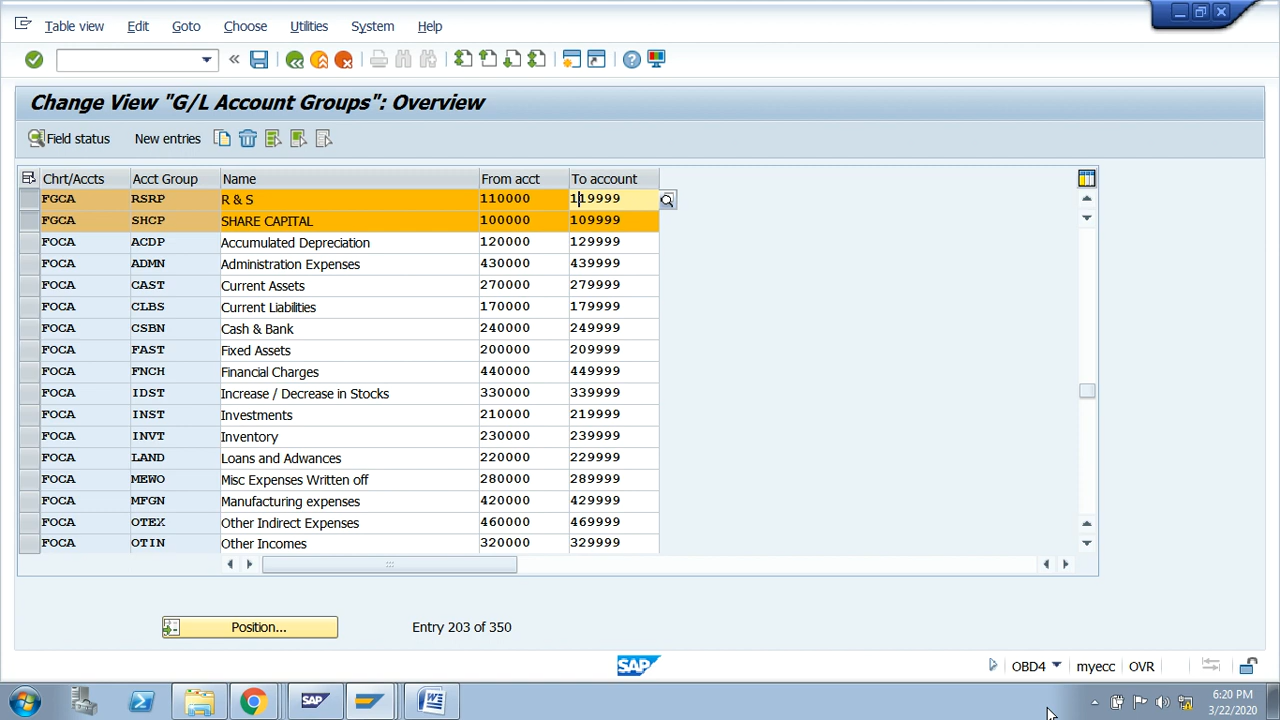 Table view Edit Goto Choose Utilities System Help
Change View "G/L Account Groups": Overview
Field status New entries
Chrt/Accts Acct Group Name From acct To account
FGCA RSRP R & S 110000 119999
FGCA SHCP SHARE CAPITAL 100000 109999
FOCA ACDP Accumulated Depreciation 120000 129999
FOCA ADMN Administration Expenses 430000 439999
FOCA CAST Current Assets 270000 279999
FOCA CLBS Current Liabilities 170000 179999
FOCA CSBN Cash & Bank 240000 249999
FOCA FAST Fixed Assets 200000 209999
FOCA FNCH Financial Charges 440000 449999
FOCA IDST Increase / Decrease in Stocks 330000 339999
FOCA INST Investments 210000 219999
FOCA INVT Inventory 230000 239999
FOCA LAND Loans and Adwances 220000 229999
FOCA MEWO Misc Expenses Written off 280000 289999
FOCA MFGN Manufacturing expenses 420000 429999
FOCA OTEX Other Indirect Expenses 460000 469999
FOCA OTIN Other Incomes 320000 329999
Position... Entry 203 of 350
SAP OBD4 myecc OVR
6:20 PM
3/22/2020